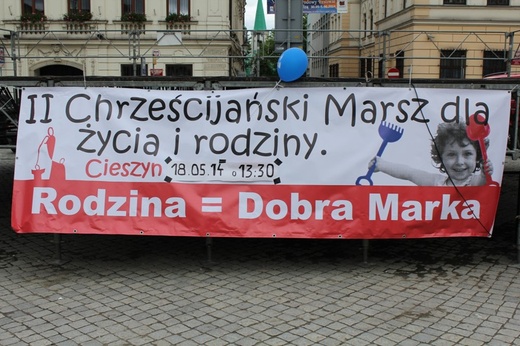 II Chrześcijański Marsz dla
życia i rodziny.
Cieszyn 18.05.14 o 13:30
Rodzina = Dobra Marka